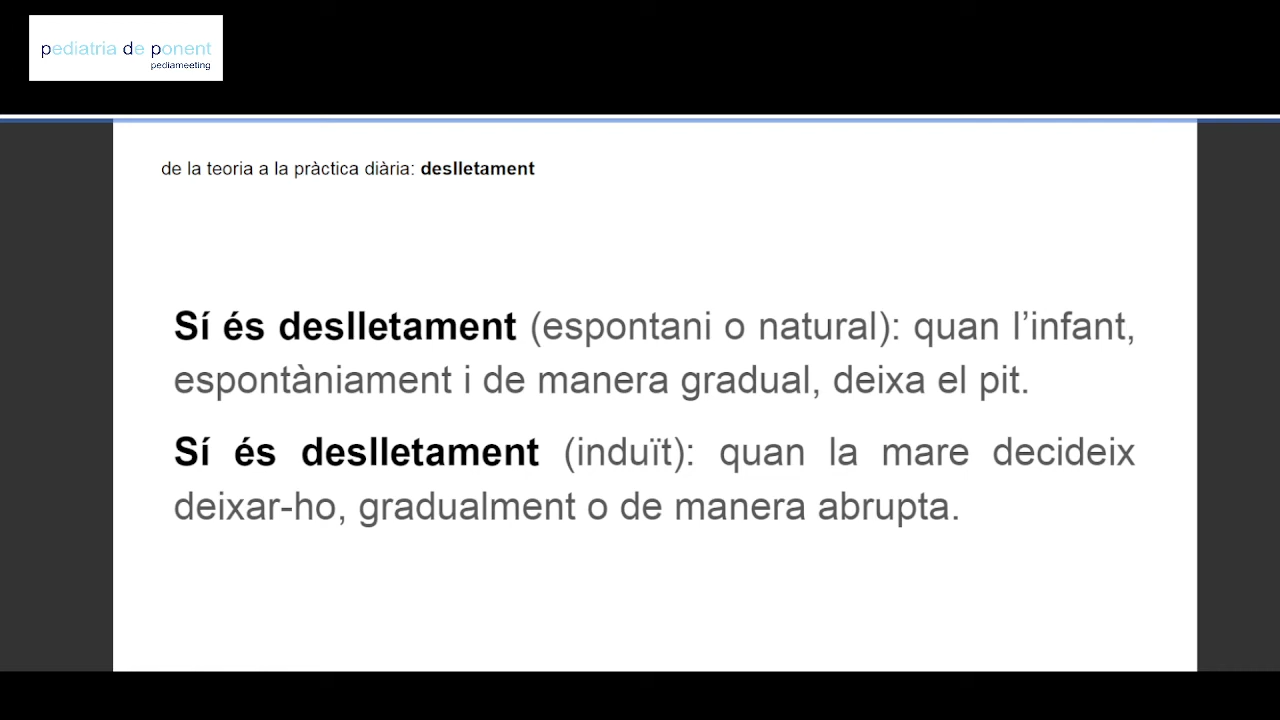 pediatria de ponent
pediameeting
de la teoria a la pràctica diària: deslletament
Sí és deslletament (espontani o natural): quan l’infant,
espontàniament i de manera gradual, deixa el pit.
Sí és deslletament (induït): quan la mare decideix
deixar-ho, gradualment o de manera abrupta.